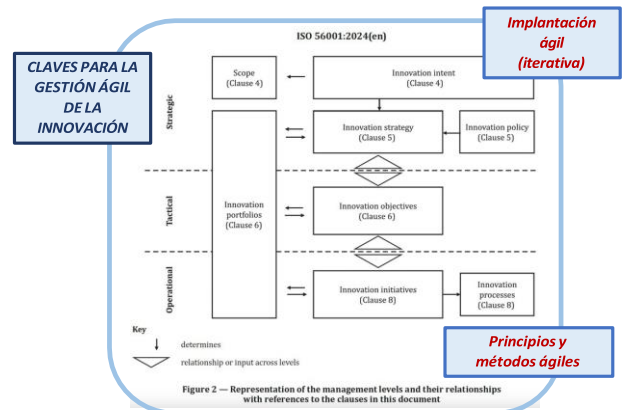 ISO 56001:2024(en)
Implantación
ágil
(iterativa)
CLAVES PARA LA
GESTIÓN ÁGIL
DE LA
INNOVACIÓN
Strategic
Scope
(Clause 4)
Innovation intent
(Clause 4)
Innovation strategy
(Clause 5)
Innovation policy
(Clause 5)
Tactical
Innovation
portfolios
(Clause 6)
Innovation objectives
(Clause 6)
Operational
Innovation initiatives
(Clause 8)
Innovation
processes
(Clause 8)
Key
determines
relationship or input across levels
Principios y
métodos ágiles
Figure 2 — Representation of the management levels and their relationships
with references to the clauses in this document